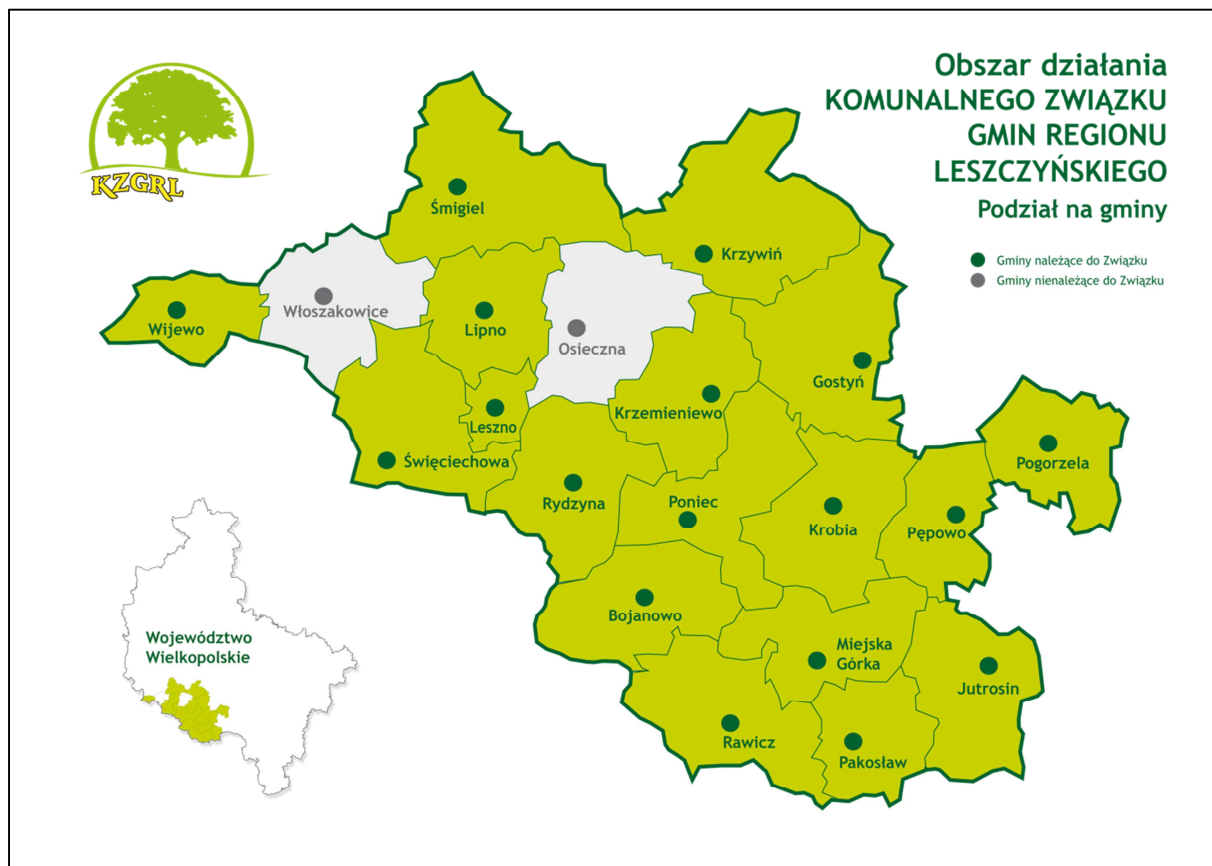 Obszar działania
KOMUNALNEGO ZWIĄZKU
GMIN REGIONU
LESZCZYŃSKIEGO
Podział na gminy
Gminy należące do Związku
Gminy nienależące do Związku
KZGRL
Śmigiel
Krzywiń
Włoszakowice
Wijewo
Lipno
Osieczna
Gostyń
Krzemieniewo
Leszno
Święciechowa
Pogorzela
Rydzyna
Poniec
Krobia
Pępowo
Bojanowo
Miejska
Górka
Jutrosin
Rawicz
Pakosław
Województwo
Wielkopolskie